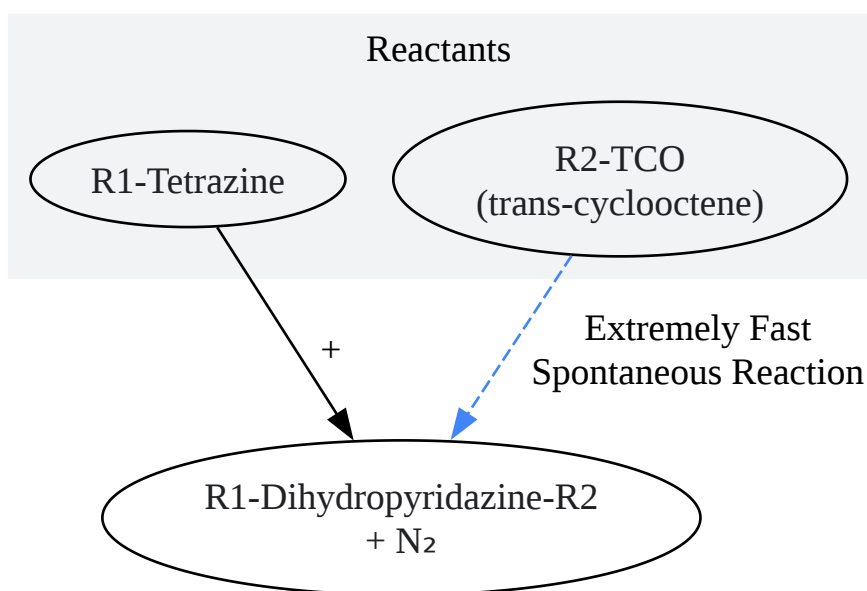 Reactants
R1-Tetrazine
R2-TCO
(trans-cyclooctene)
+
Extremely Fast
Spontaneous Reaction
R1-Dihydropyridazine-R2
+ N₂